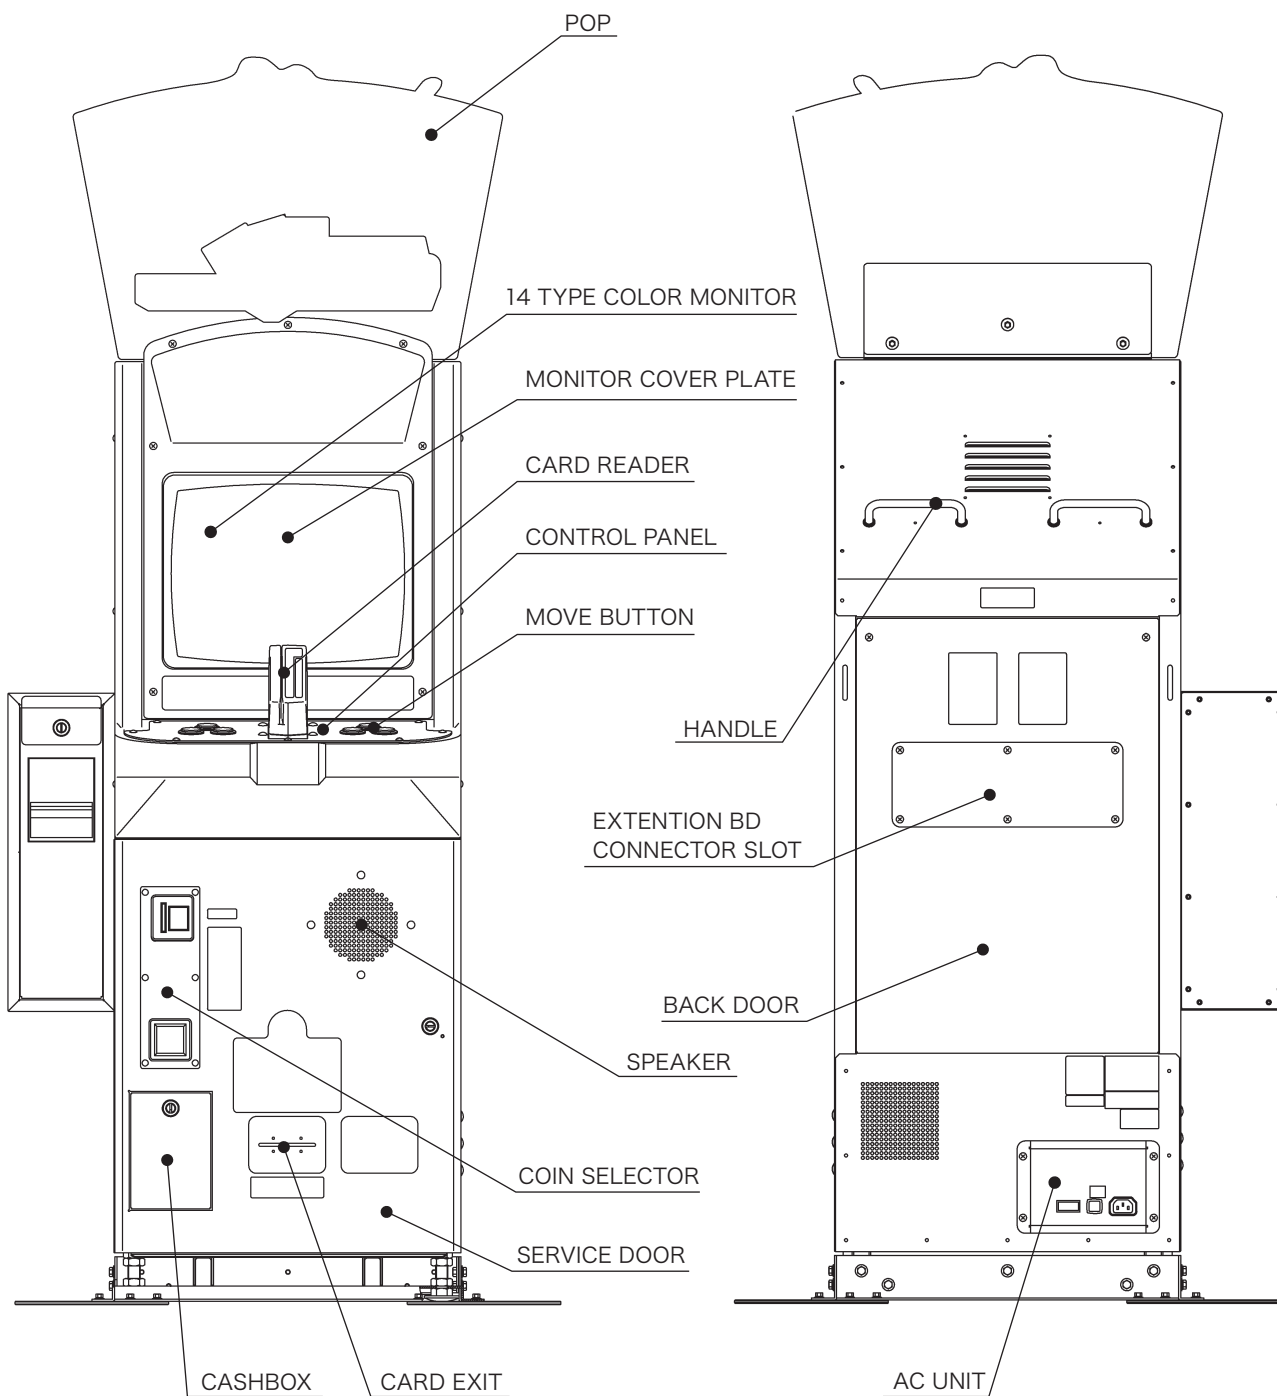 POP
14 TYPE COLOR MONITOR
MONITOR COVER PLATE
CARD READER
CONTROL PANEL
MOVE BUTTON
HANDLE
EXTENTION BD
CONNECTOR SLOT
BACK DOOR
SPEAKER
COIN SELECTOR
SERVICE DOOR
CASHBOX
CARD EXIT
AC UNIT